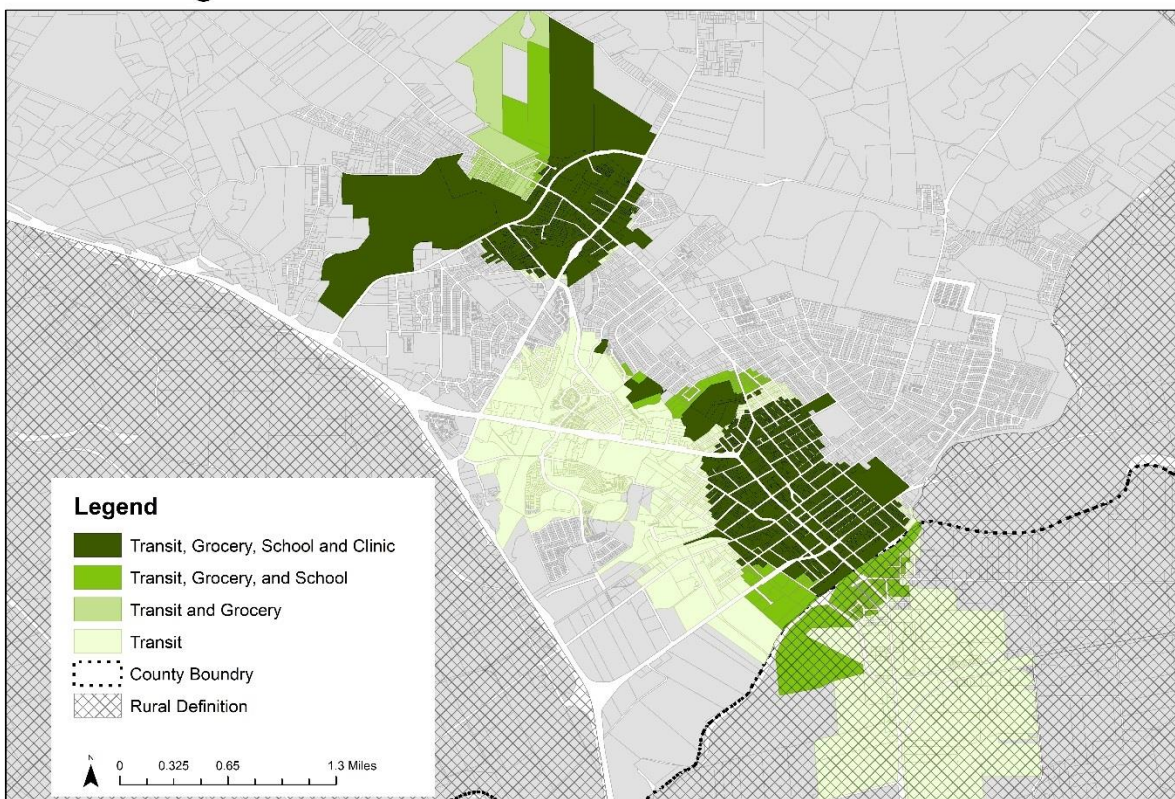 Legend
Transit, Grocery, School and Clinic
Transit, Grocery, and School
Transit and Grocery
Transit
County Boundry
Rural Definition
N
0 0.325 0.65 1.3 Miles